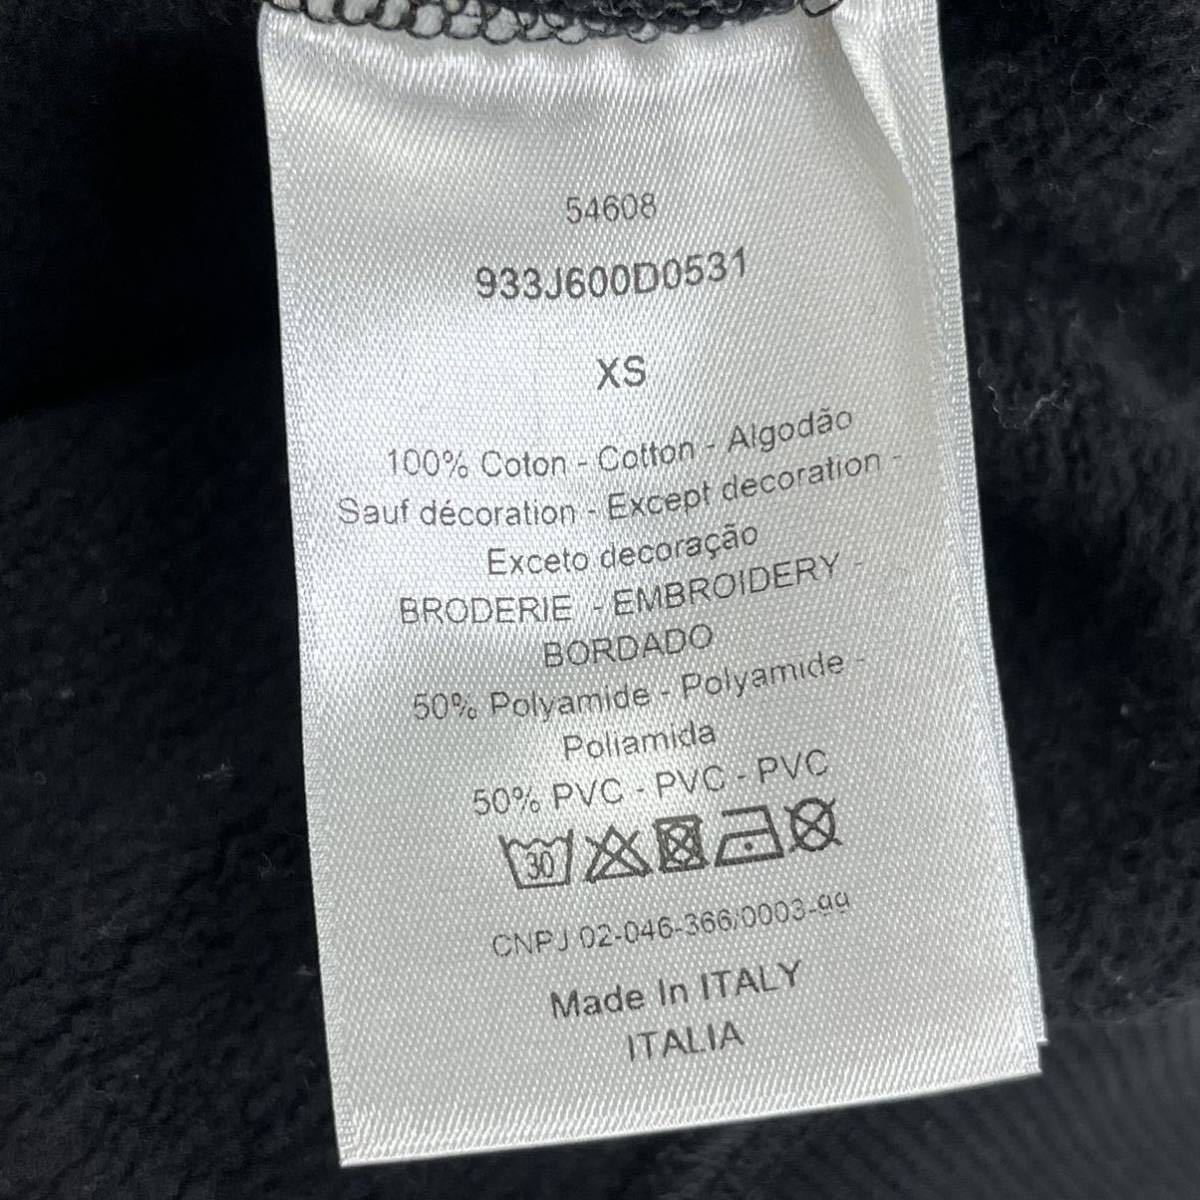 54608
933J600D0531
XS
100% Coton - Cotton - Algodão
Sauf décoration - Except decoration -
Exceto decoração
BRODERIE - EMBROIDERY -
BORDADO
50% Polyamide - Polyamide -
Poliamida
50% PVC - PVC - PVC
30
CNPJ 02-046-366/0003-99
Made In ITALY
ITALIA